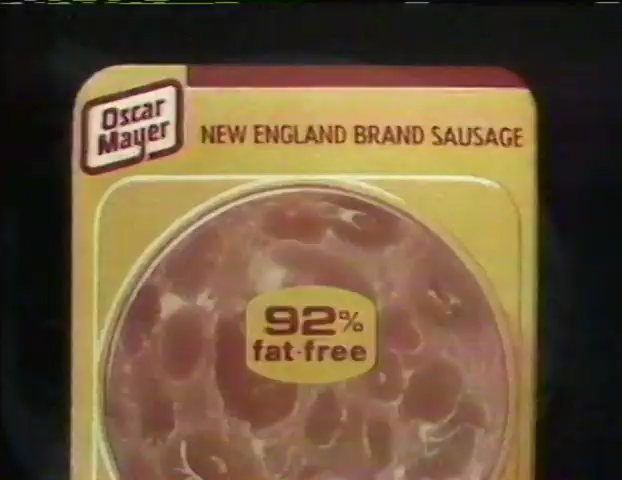 Oscar
Mayer
NEW ENGLAND BRAND SAUSAGE
92%
fat-free